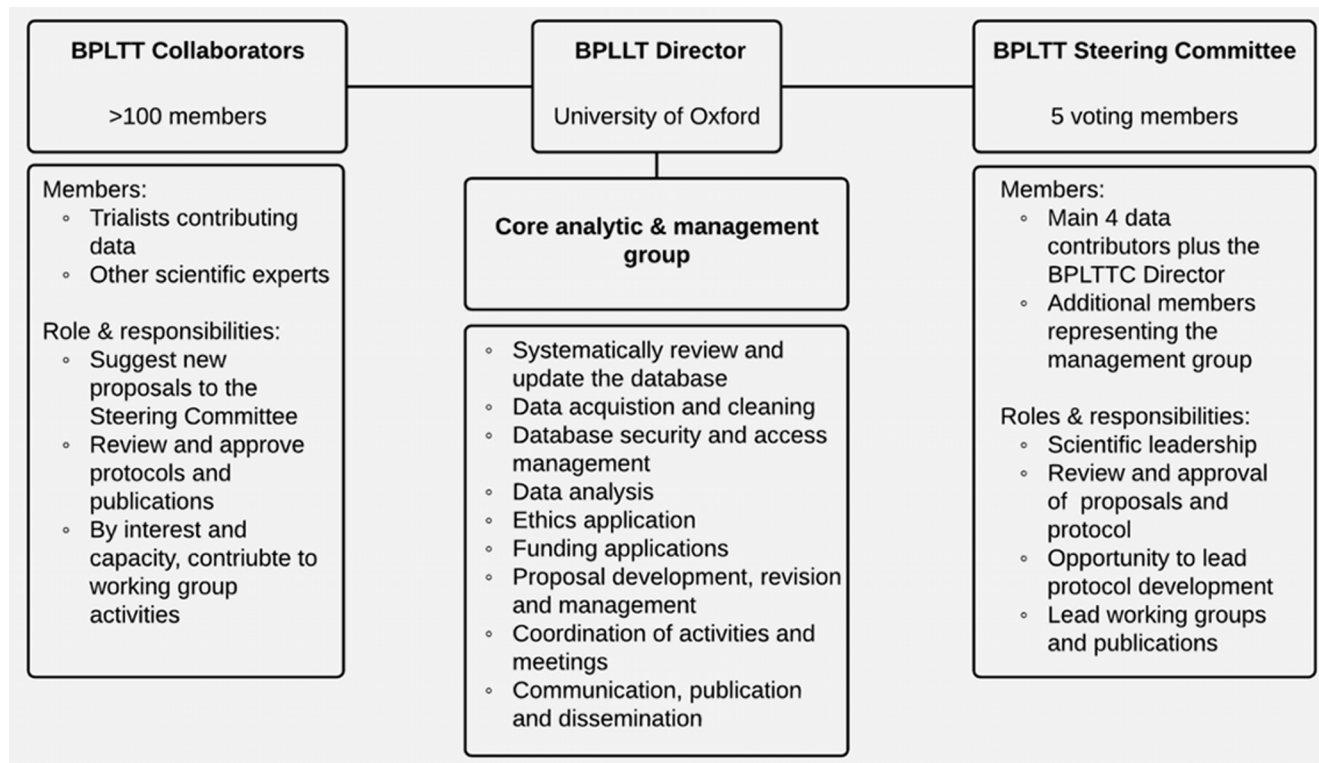 BPLTT Collaborators
>100 members
Members:
◦ Trialists contributing
data
◦ Other scientific experts
Role & responsibilities:
◦ Suggest new
proposals to the
Steering Committee
◦ Review and approve
protocols and
publications
◦ By interest and
capacity, contriubte to
working group
activities
BPLLT Director
University of Oxford
Core analytic & management
group
◦ Systematically review and
update the database
◦ Data acquistion and cleaning
◦ Database security and access
management
◦ Data analysis
◦ Ethics application
◦ Funding applications
◦ Proposal development, revision
and management
◦ Coordination of activities and
meetings
◦ Communication, publication
and dissemination
BPLTT Steering Committee
5 voting members
Members:
◦ Main 4 data
contributors plus the
BPLTTC Director
◦ Additional members
representing the
management group
Roles & responsibilities:
◦ Scientific leadership
◦ Review and approval
of proposals and
protocol
◦ Opportunity to lead
protocol development
◦ Lead working groups
and publications